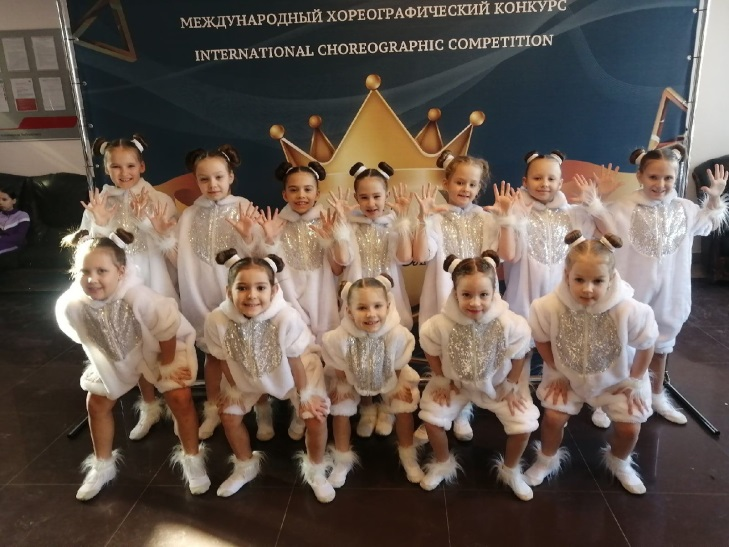 МЕЖДУНАРОДНЫЙ ХОРЕОГРАФИЧЕСКИЙ КОНКУРС
INTERNATIONAL CHOREOGRAPHIC COMPETITION